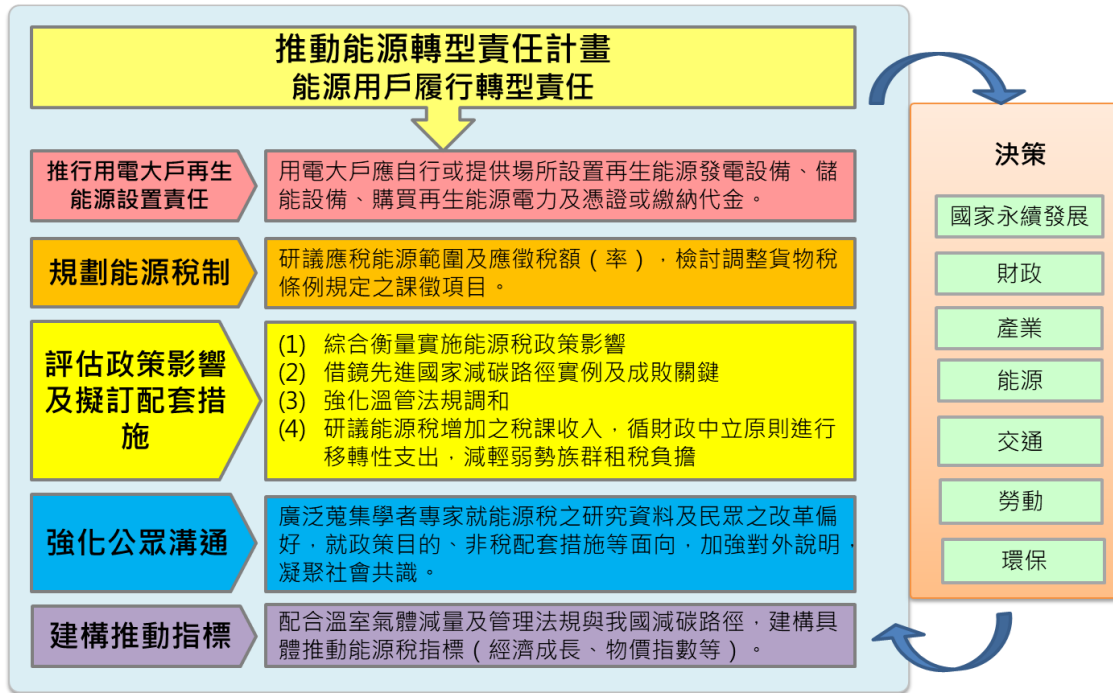 推動能源轉型責任計畫
能源用戶履行轉型責任
推行用電大戶再生
能源設置責任
用電大戶應自行或提供場所設置再生能源發電設備、儲
能設備、購買再生能源電力及憑證或繳納代金。
規劃能源稅制
研議應稅能源範圍及應徵稅額（率），檢討調整貨物稅
條例規定之課徵項目。
評估政策影響
及擬訂配套措
施
(1) 綜合衡量實施能源稅政策影響
(2) 借鏡先進國家減碳路徑實例及成敗關鍵
(3) 強化溫管法規調和
(4) 研議能源稅增加之稅課收入，循財政中立原則進行
移轉性支出，減輕弱勢族群租稅負擔
強化公眾溝通
廣泛蒐集學者專家就能源稅之研究資料及民眾之改革偏
好，就政策目的、非稅配套措施等面向，加強對外說明，
凝聚社會共識。
建構推動指標
配合溫室氣體減量及管理法規與我國減碳路徑，建構具
體推動能源稅指標（經濟成長、物價指數等）。
決策
國家永續發展
財政
產業
能源
交通
勞動
環保